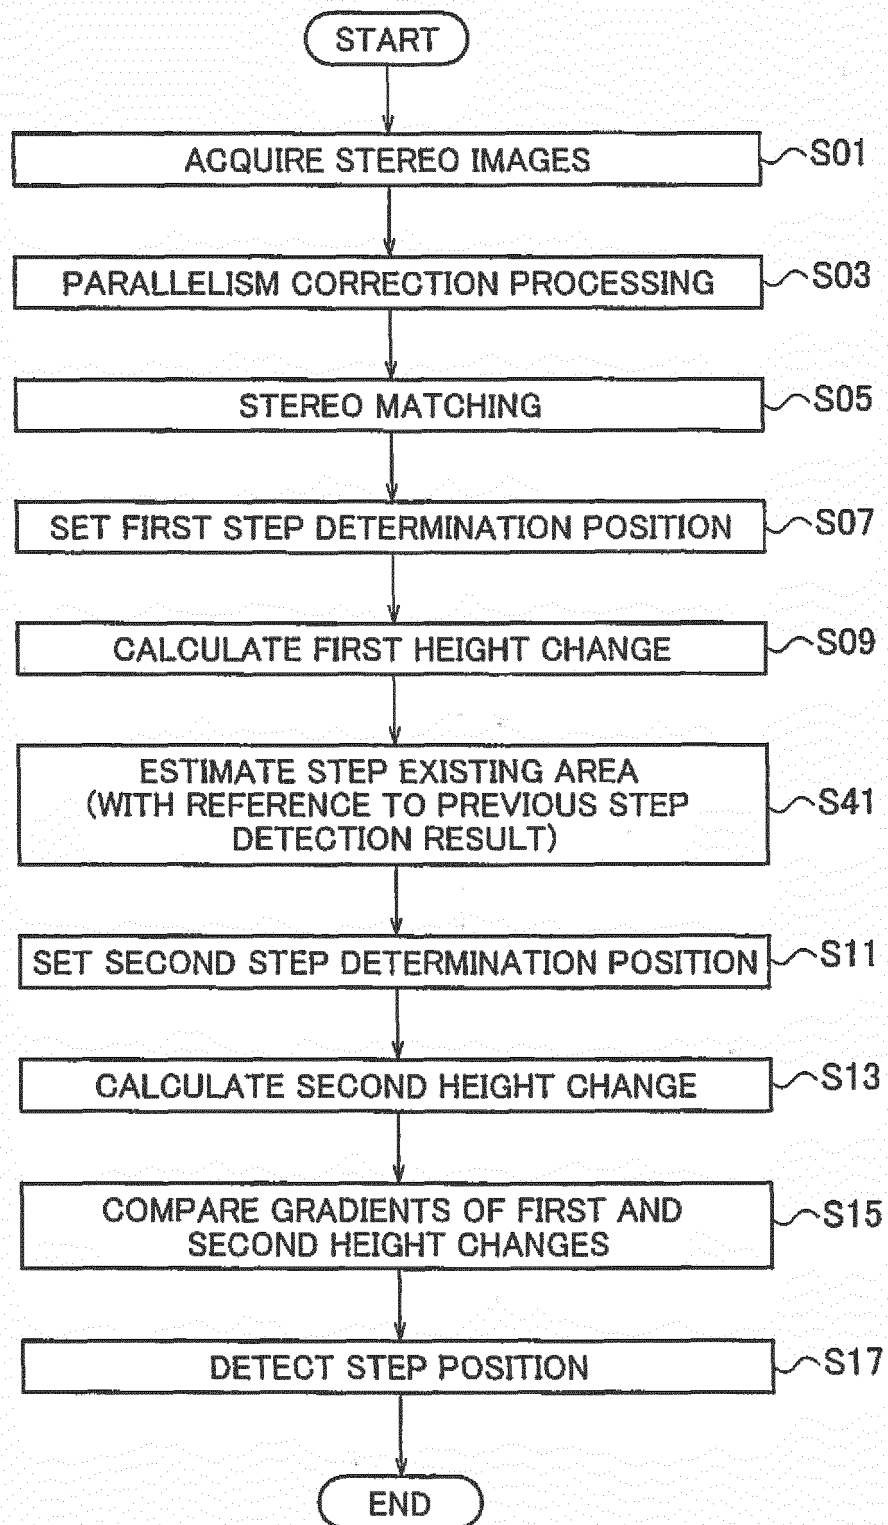 START
ACQUIRE STEREO IMAGES
S01
PARALLELISM CORRECTION PROCESSING
S03
STEREO MATCHING
S05
SET FIRST STEP DETERMINATION POSITION
S07
CALCULATE FIRST HEIGHT CHANGE
S09
ESTIMATE STEP EXISTING AREA
(WITH REFERENCE TO PREVIOUS STEP
DETECTION RESULT)
S41
SET SECOND STEP DETERMINATION POSITION
S11
CALCULATE SECOND HEIGHT CHANGE
S13
COMPARE GRADIENTS OF FIRST AND
SECOND HEIGHT CHANGES
S15
DETECT STEP POSITION
S17
END